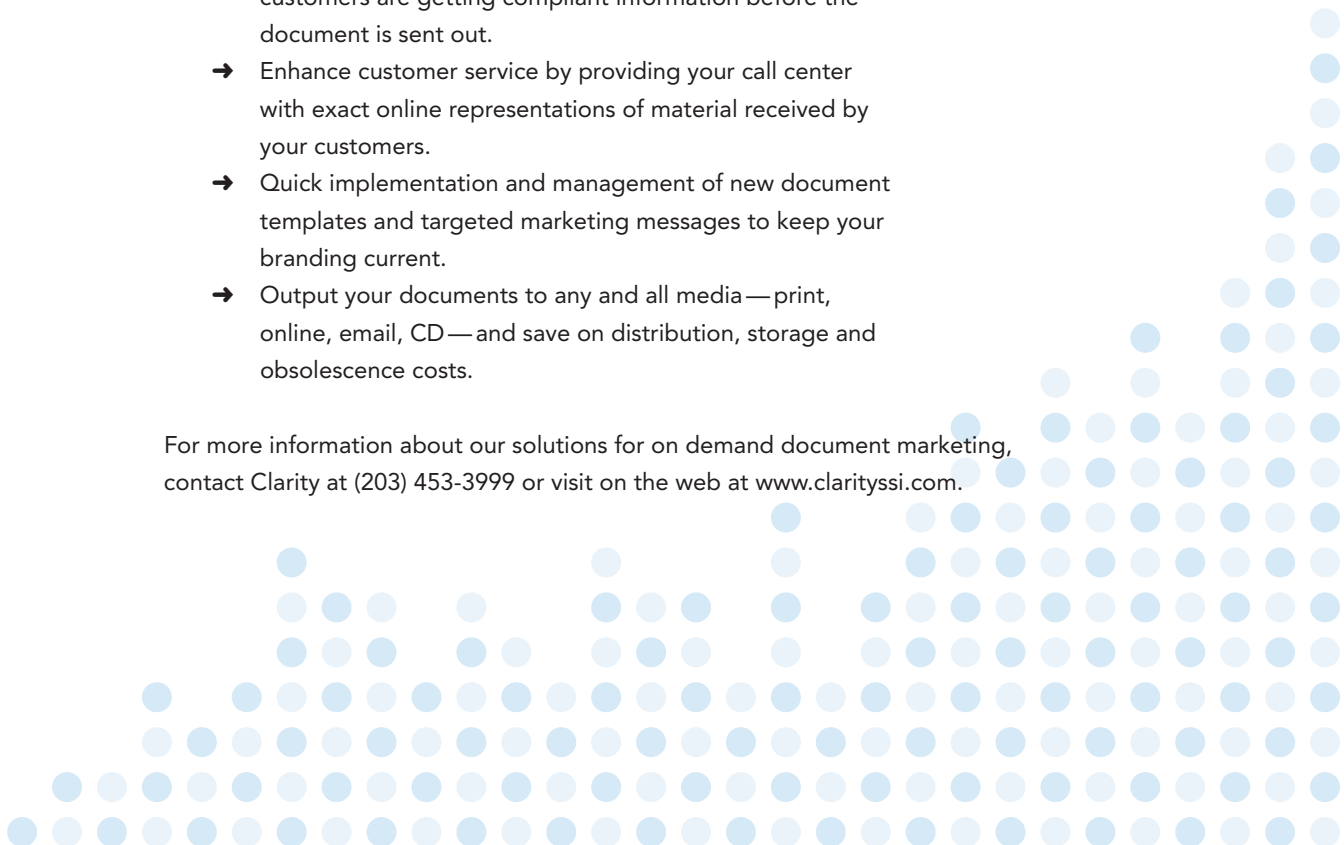 customers are getting compliant information before the
document is sent out.
➜ Enhance customer service by providing your call center
with exact online representations of material received by
your customers.
➜ Quick implementation and management of new document
templates and targeted marketing messages to keep your
branding current.
➜ Output your documents to any and all media — print,
online, email, CD — and save on distribution, storage and
obsolescence costs.
For more information about our solutions for on demand document marketing,
contact Clarity at (203) 453-3999 or visit on the web at www.clarityssi.com.